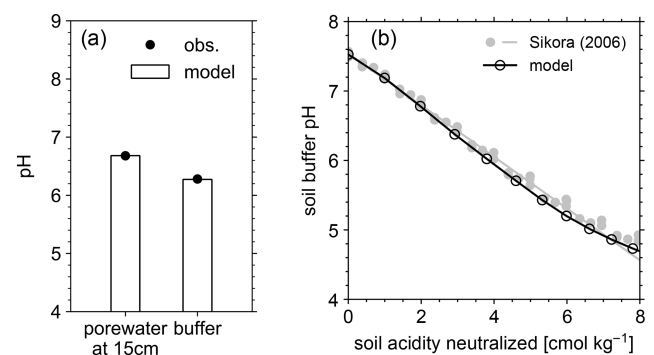 (a)
obs.
model
pH
9
8
7
6
5
4
porewater buffer
at 15cm
(b)
Sikora (2006)
model
soil buffer pH
8
7
6
5
4
0 2 4 6 8
soil acidity neutralized [cmol kg⁻¹]